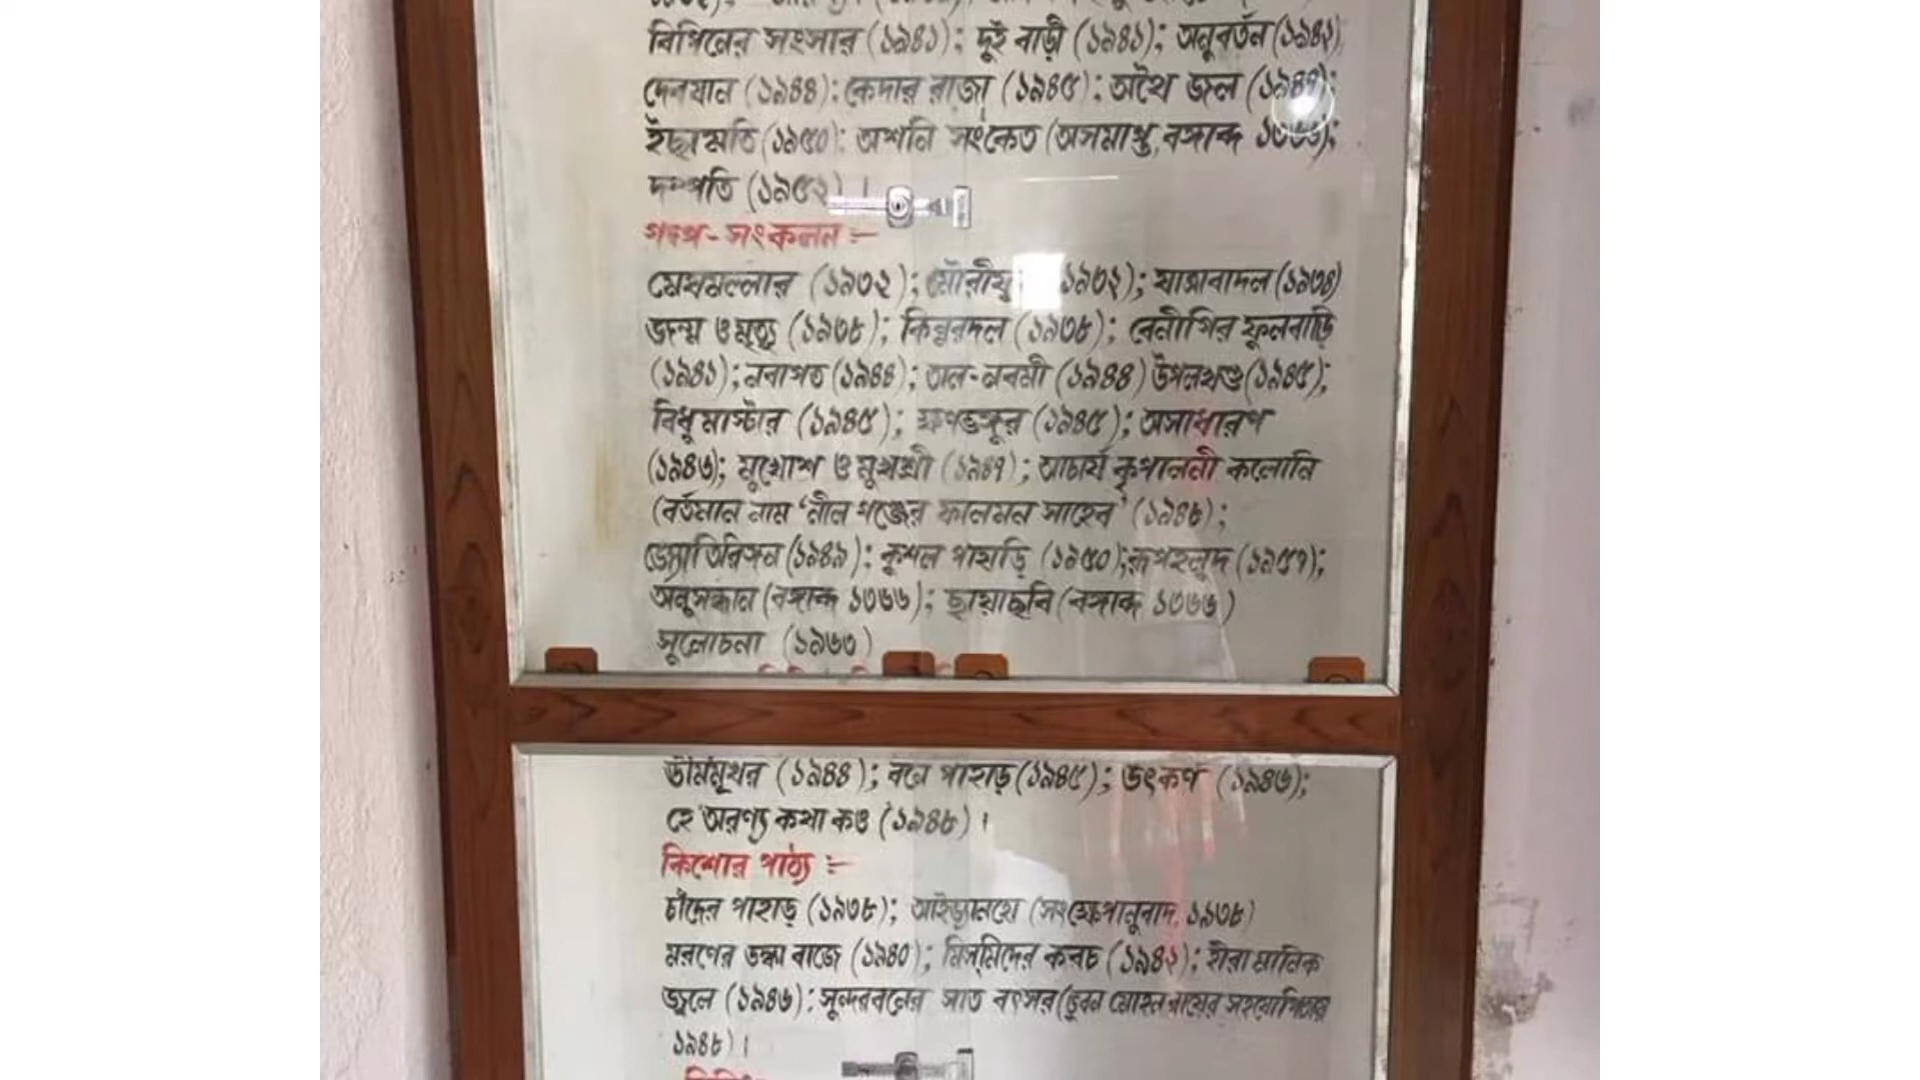 বিপিনের সংসার (১৯৪১); দুই বাড়ী (১৯৪১); অনুবর্তন (১৯৪২)
দেবযান (১৯৪৪); কেদার রাজা (১৯৪৫); অথৈ জল (১৯৪৭);
ইছামতি (১৯৫০); অশনি সংকেত (অসমাপ্ত, বঙ্গাব্দ ১৩৬৬);
দম্পতি (১৯৫২) ।
গল্প-সংকলন :-
মেঘমল্লার (১৯৩২); মৌরীফু ১৯৩২); যাত্রাবাদল (১৯৩৪)
জন্ম ও মৃত্যু (১৯৩৮); কিন্নরদল (১৯৩৮); বেনীগির ফুলবাড়ি
(১৯৪১); নবাগত (১৯৪৪); তাল-নবমী (১৯৪৪) উপলখণ্ড (১৯৪৫);
বিধু মাস্টার (১৯৪৫); ক্ষণভঙ্গুর (১৯৪৫); অসাধারণ
(১৯৪৬); মুখোশ ও মুখশ্রী (১৯৪৭); আচার্য কৃপালনী কলোনি
(বর্তমান নাম ‘নীল গঞ্জের ফালমন সাহেব’ (১৯৪৮);
জ্যোতিরিঙ্গন (১৯৪৯); কুশল পাহাড়ি (১৯৫০); রূপহলুদ (১৯৫৭);
অনুসন্ধান (বঙ্গাব্দ ১৩৬৬); ছায়াছবি (বঙ্গাব্দ ১৩৬৬)
সুলোচনা (১৯৬৩)
ঊর্মিমুখর (১৯৪৪); বনে পাহাড়ে (১৯৪৫); উৎকর্ণ (১৯৪৬);
হে অরণ্য কথা কও (১৯৪৮) ।
কিশোর পাঠ্য :-
চাঁদের পাহাড় (১৯৩৮); আইভ্যানহো (সংক্ষেপানুবাদ, ১৯৩৮)
মরণের ডঙ্কা বাজে (১৯৪০); মিস্‌মিদের কবচ (১৯৪২); হীরা মানিক
জ্বলে (১৯৪৬); সুন্দরবনের সাত বৎসর (ভুবন মোহন রায়ের সহযোগিতায়
১৯৪৮) ।